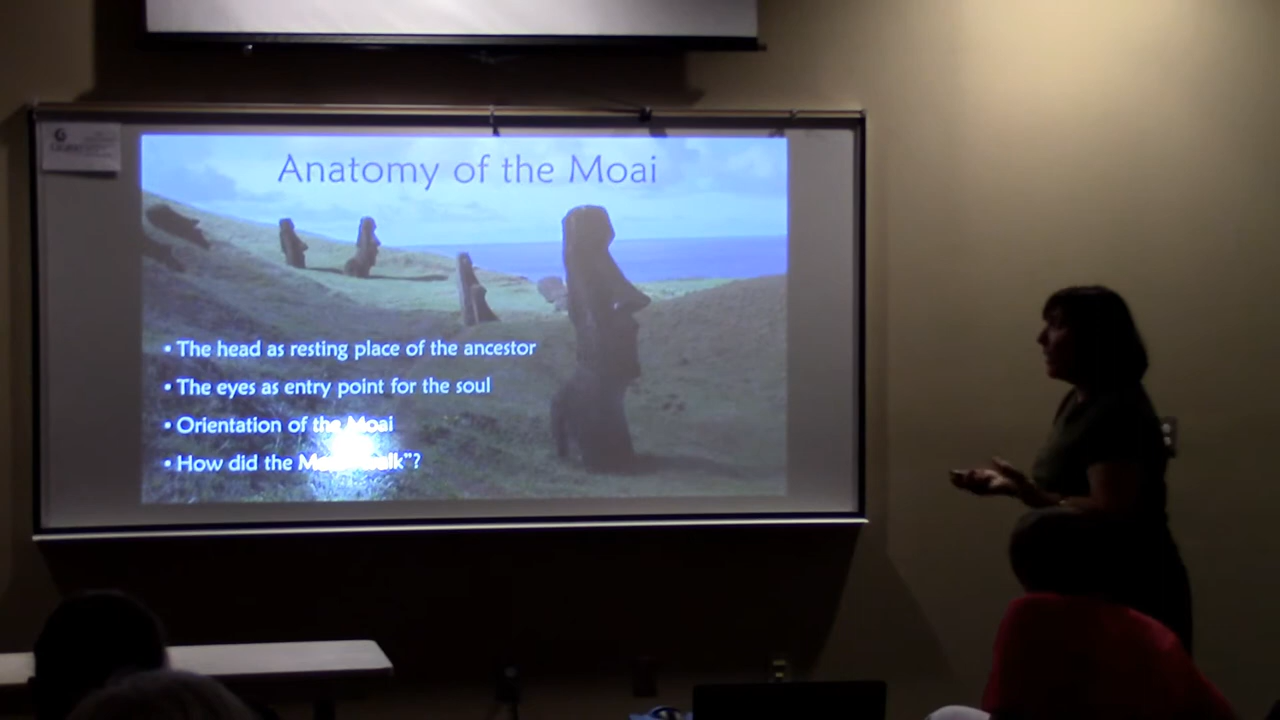 Anatomy of the Moai
• The head as resting place of the ancestor
• The eyes as entry point for the soul
• Orientation of the Moai
• How did the walk"?